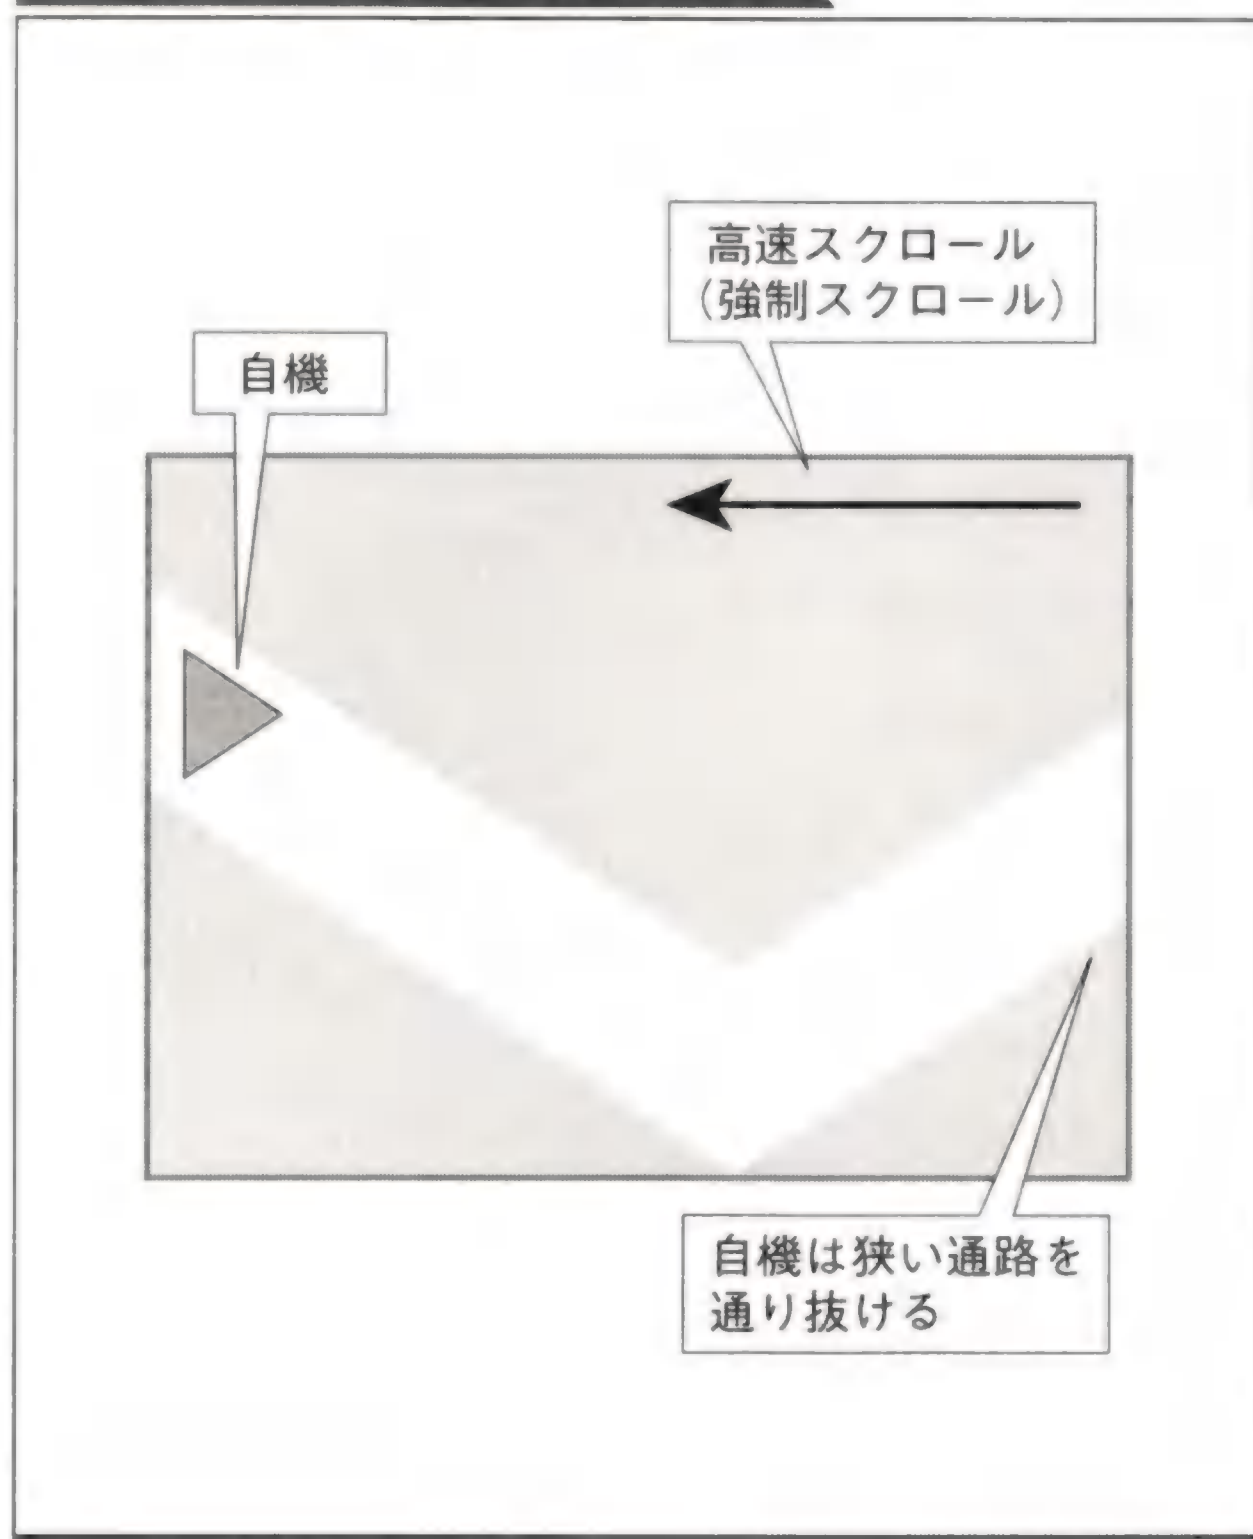 高速スクロール
（強制スクロール）
自機
自機は狭い通路を
通り抜ける